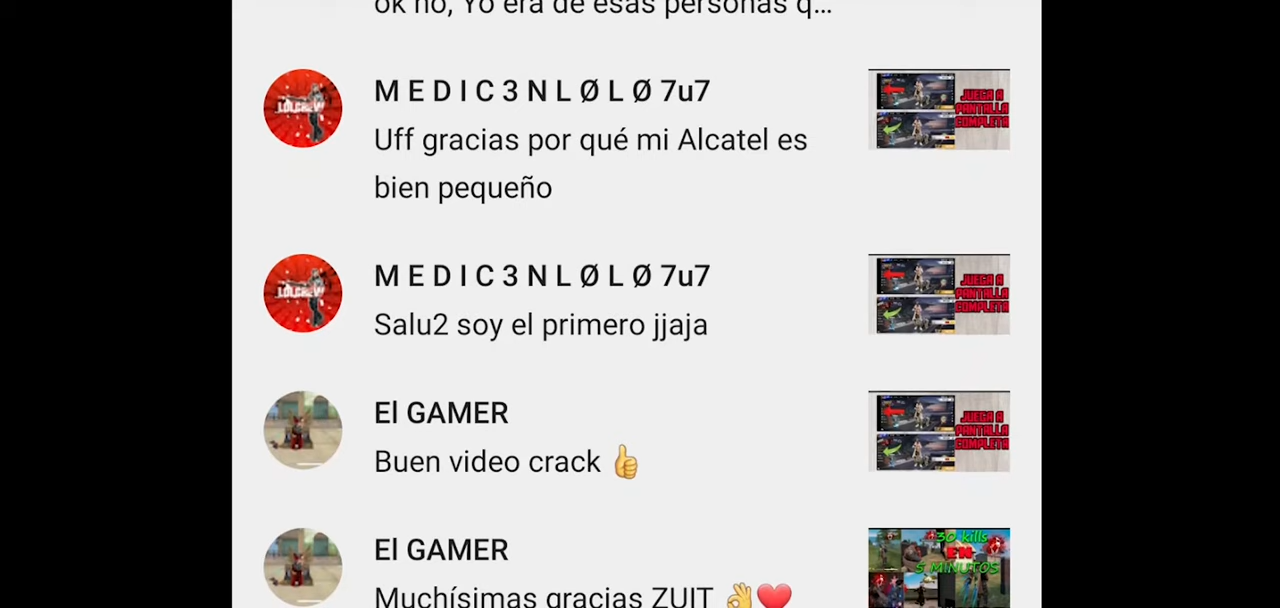 ok no, Yo era de esas personas q...
M E D I C 3 N L Ø L Ø 7u7
Uff gracias por qué mi Alcatel es
bien pequeño
JUEGA A
PANTALLA
COMPLETA
M E D I C 3 N L Ø L Ø 7u7
Salu2 soy el primero jjaja
JUEGA A
PANTALLA
COMPLETA
El GAMER
Buen video crack 👍
JUEGA A
PANTALLA
COMPLETA
El GAMER
Muchísimas gracias ZUIT 👌❤️
30 kills
EN
5 MINUTOS